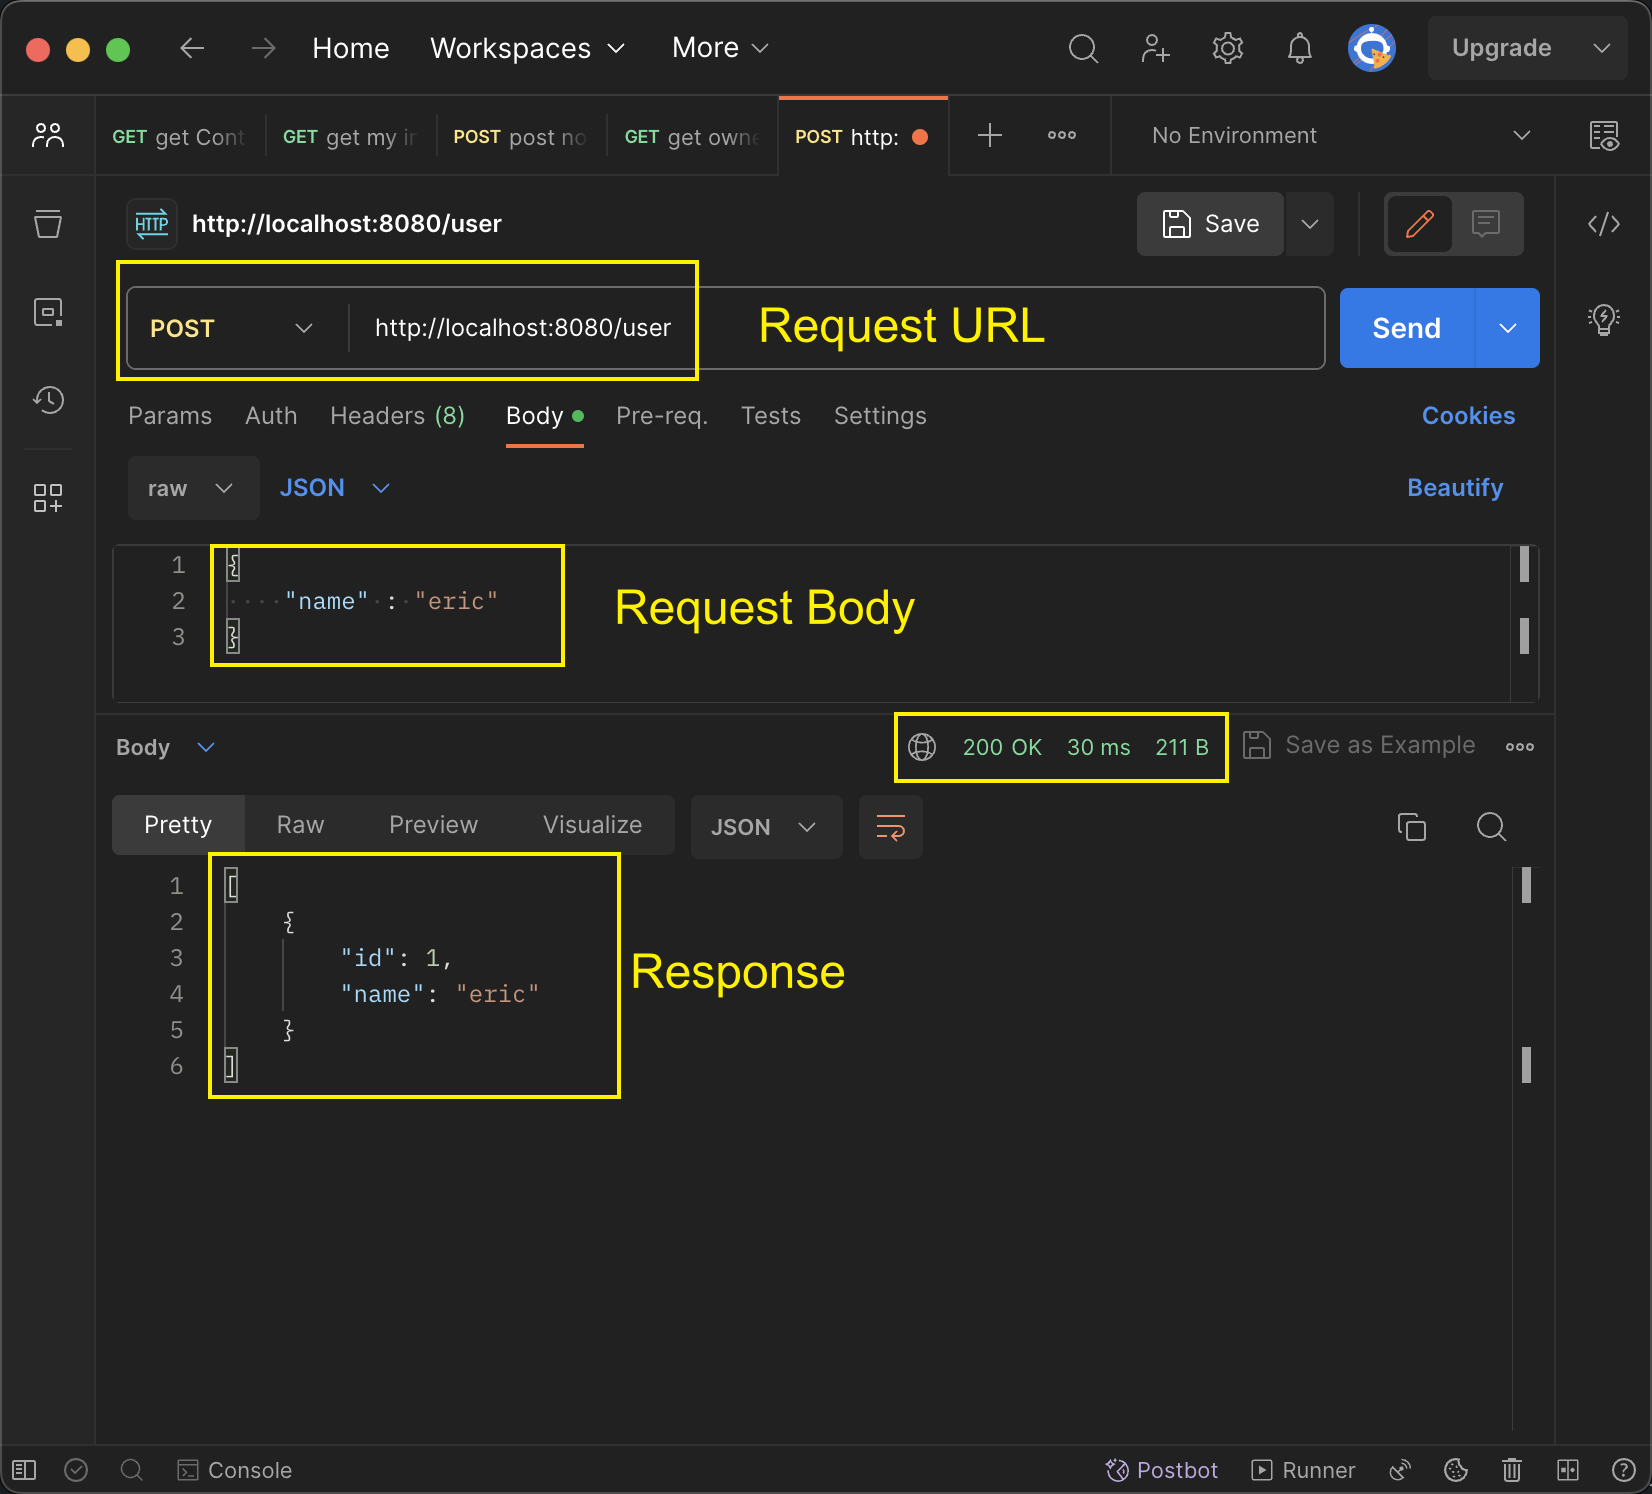 Home Workspaces More Upgrade
GET get Cont GET get my ir POST post no GET get owne POST http: No Environment
HTTP http://localhost:8080/user Save
POST http://localhost:8080/user Request URL Send
Params Auth Headers (8) Body Pre-req. Tests Settings Cookies
raw JSON Beautify
1 {
2 ····"name"·:·"eric" Request Body
3 }
Body 200 OK 30 ms 211 B Save as Example
Pretty Raw Preview Visualize JSON
1 [
2 {
3 "id": 1,
4 "name": "eric" Response
5 }
6 ]
Console Postbot Runner